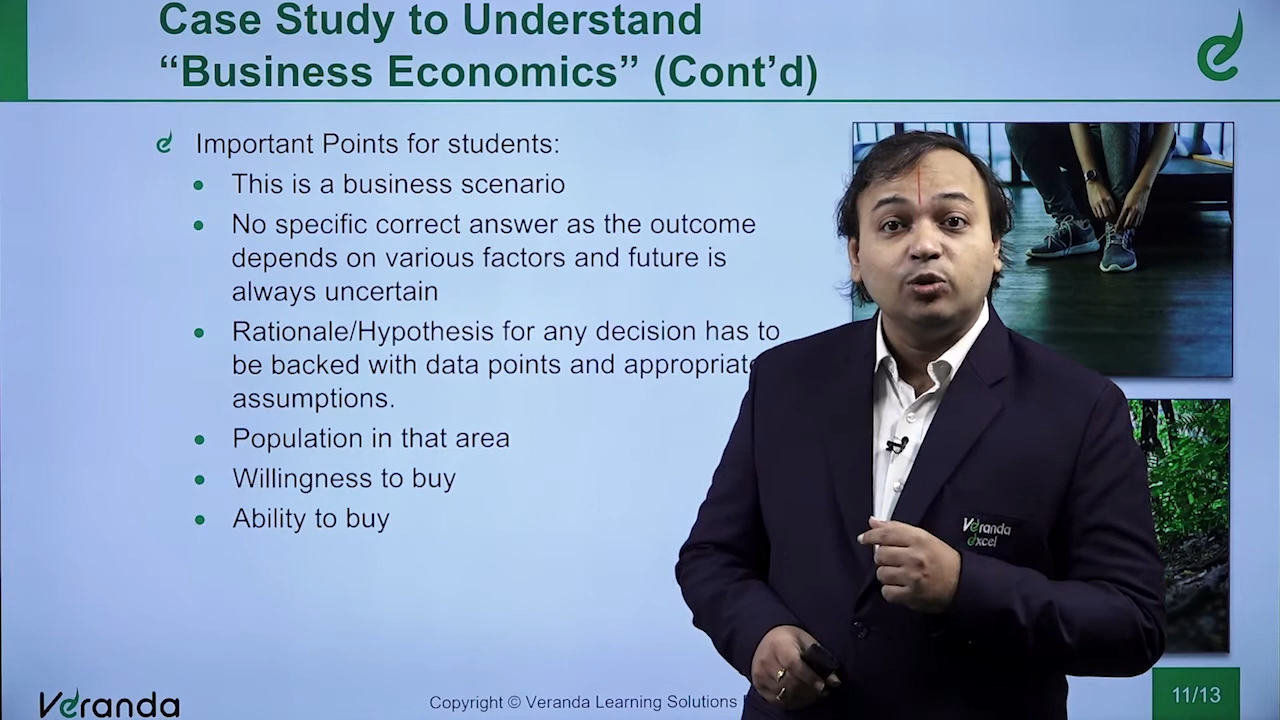 Case Study to Understand
“Business Economics” (Cont’d)
Important Points for students:
This is a business scenario
No specific correct answer as the outcome
depends on various factors and future is
always uncertain
Rationale/Hypothesis for any decision has to
be backed with data points and appropriate
assumptions.
Population in that area
Willingness to buy
Ability to buy
Veranda
excel
Veranda
Copyright © Veranda Learning Solutions
11/13